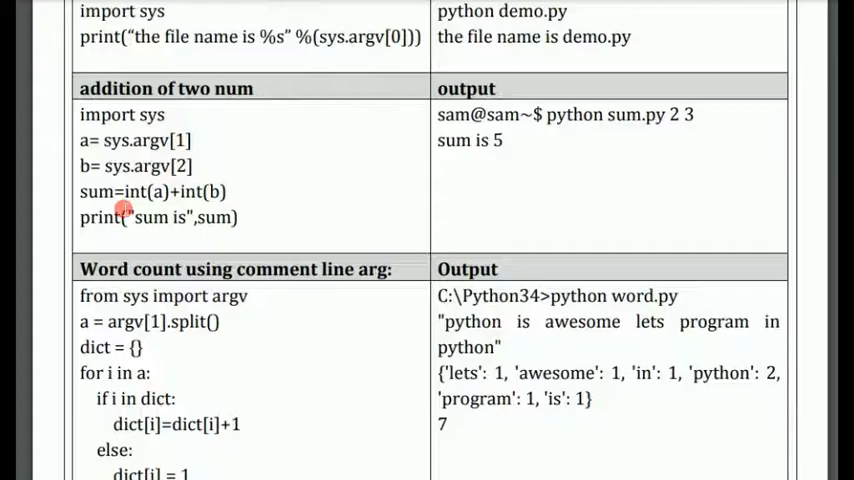 import sys
print(“the file name is %s” %(sys.argv[0]))
python demo.py
the file name is demo.py
addition of two num
output
import sys
a= sys.argv[1]
b= sys.argv[2]
sum=int(a)+int(b)
print("sum is",sum)
sam@sam~$ python sum.py 2 3
sum is 5
Word count using comment line arg:
Output
from sys import argv
a = argv[1].split()
dict = {}
for i in a:
if i in dict:
dict[i]=dict[i]+1
else:
dict[i] = 1
C:\Python34>python word.py
"python is awesome lets program in
python"
{'lets': 1, 'awesome': 1, 'in': 1, 'python': 2,
'program': 1, 'is': 1}
7